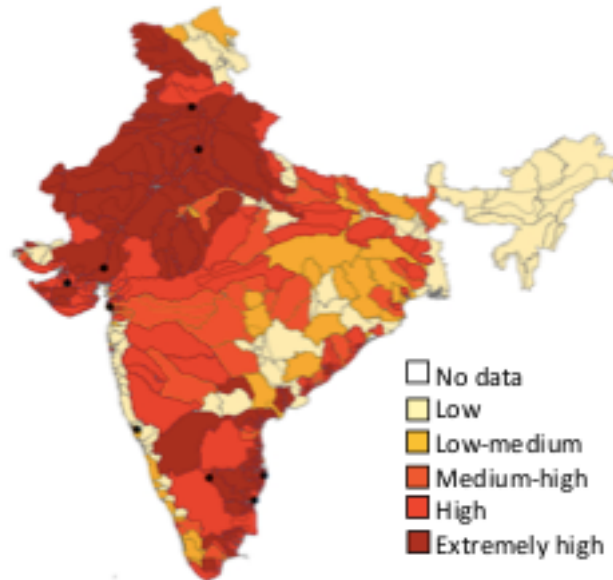 No data
Low
Low-medium
Medium-high
High
Extremely high